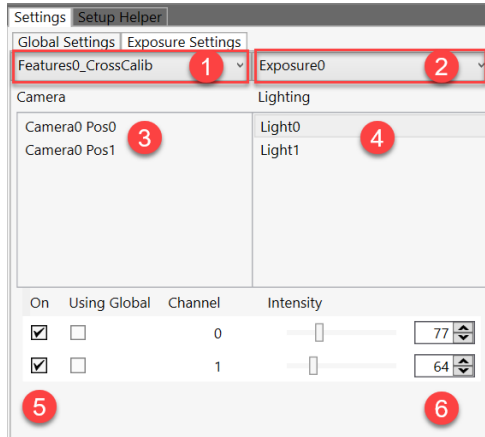 Settings Setup Helper
Global Settings Exposure Settings
Features0_CrossCalib 1 Exposure0 2
Camera Lighting
Camera0 Pos0 Light0
3 4
Camera0 Pos1 Light1
On Using Global Channel Intensity
0 77
1 64
5 6